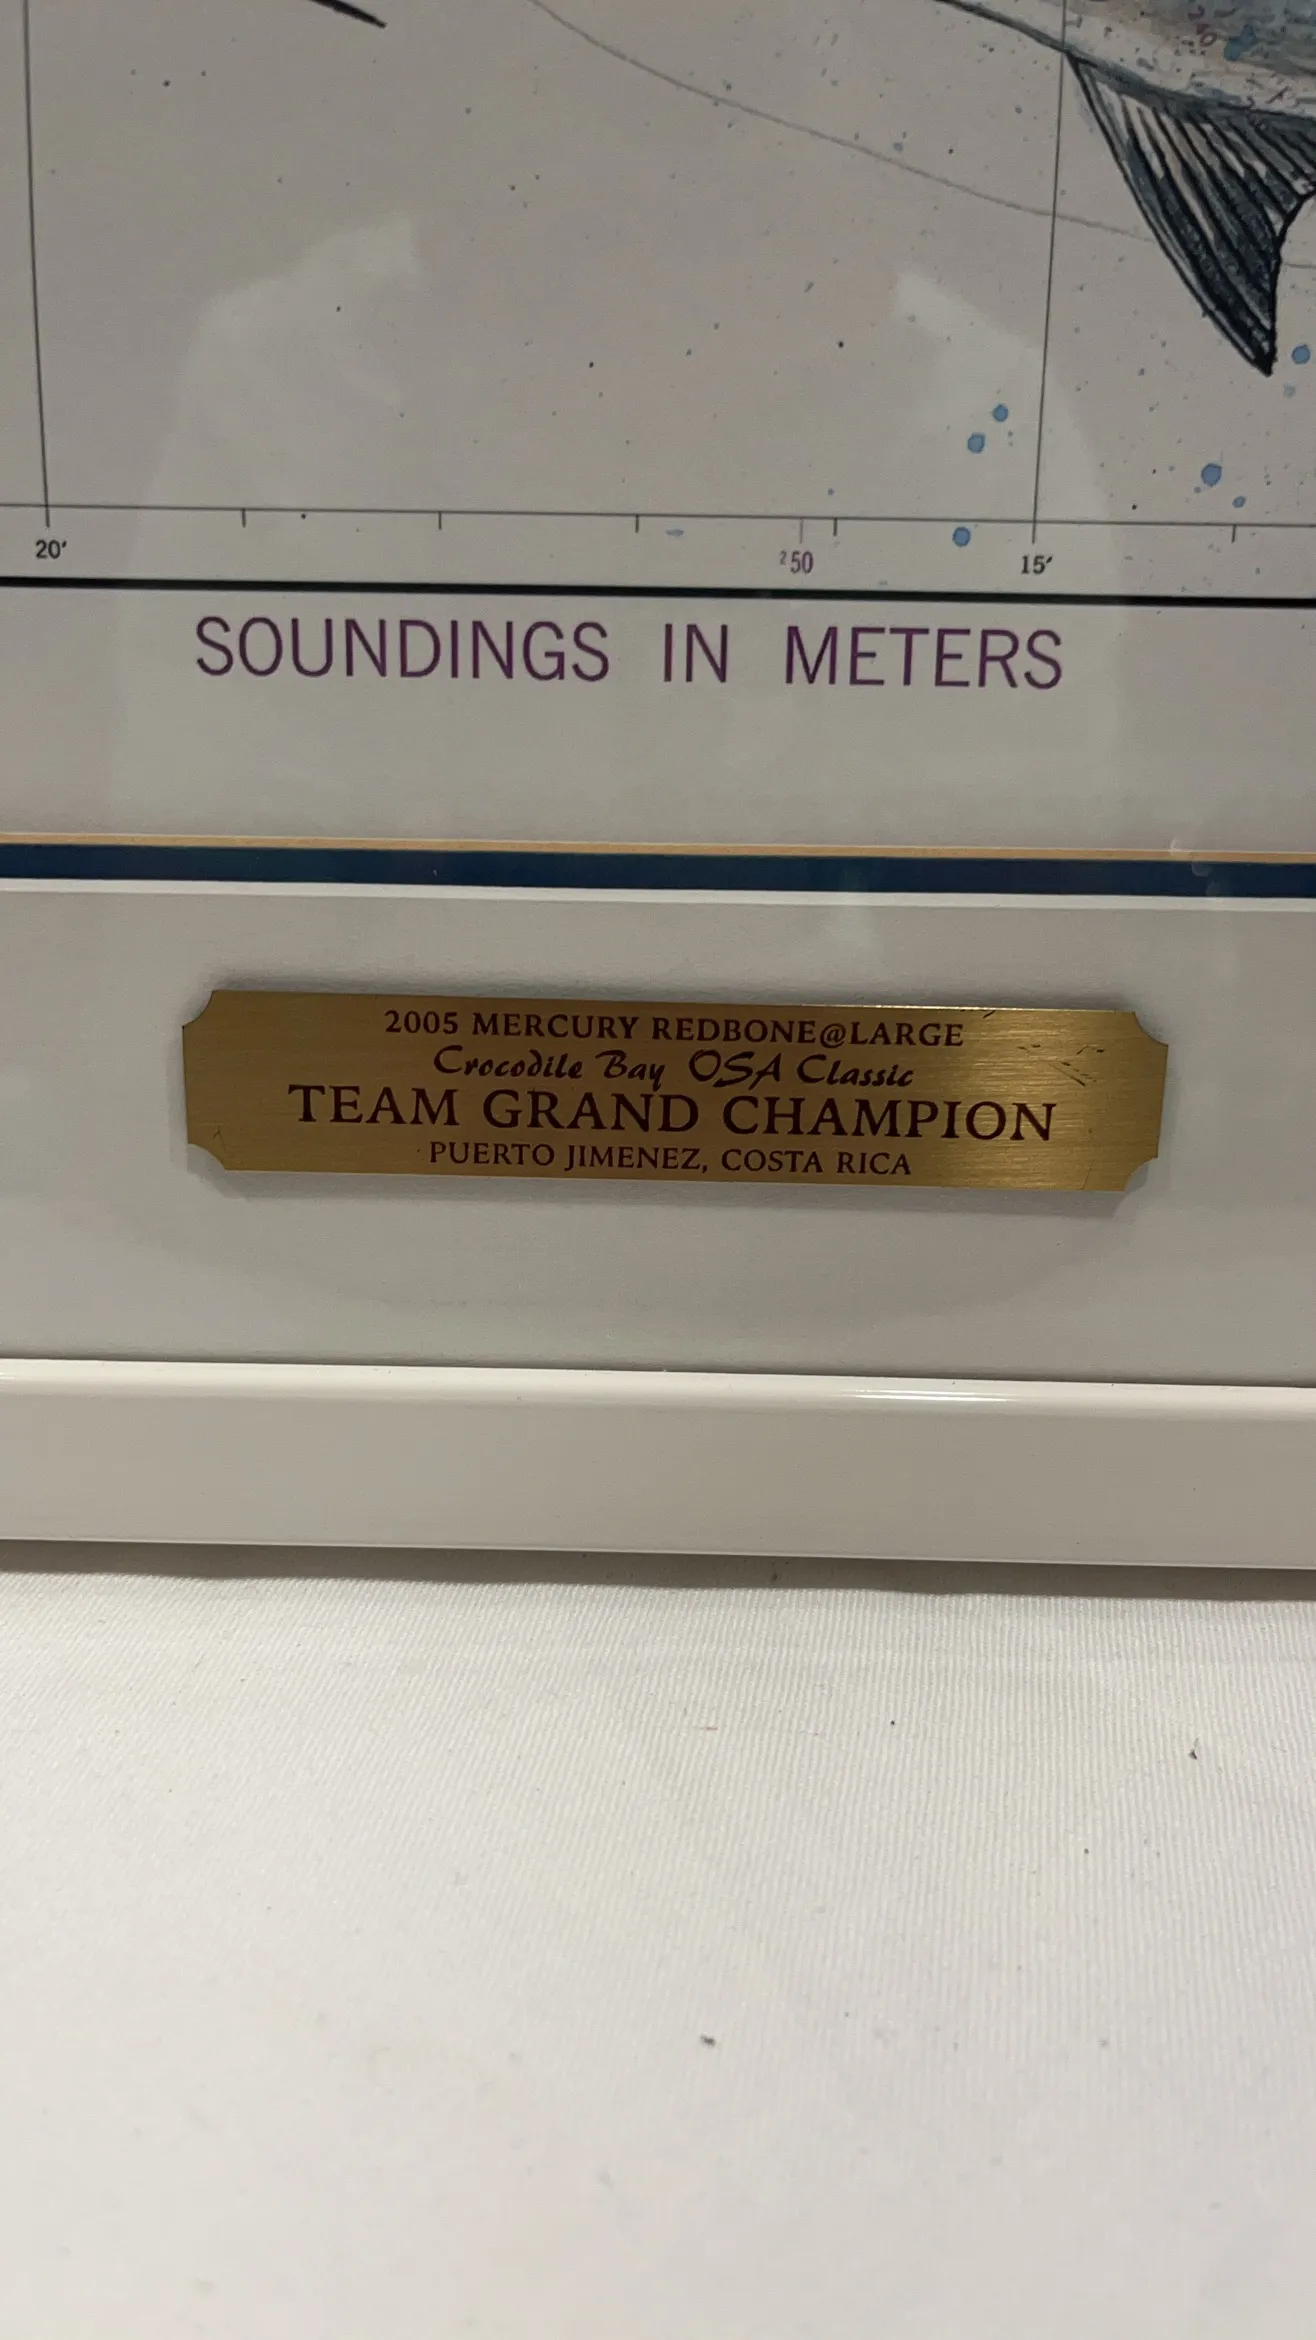 20' 250 15'
SOUNDINGS IN METERS
2005 MERCURY REDBONE@LARGE
Crocodile Bay OSA Classic
TEAM GRAND CHAMPION
PUERTO JIMENEZ, COSTA RICA